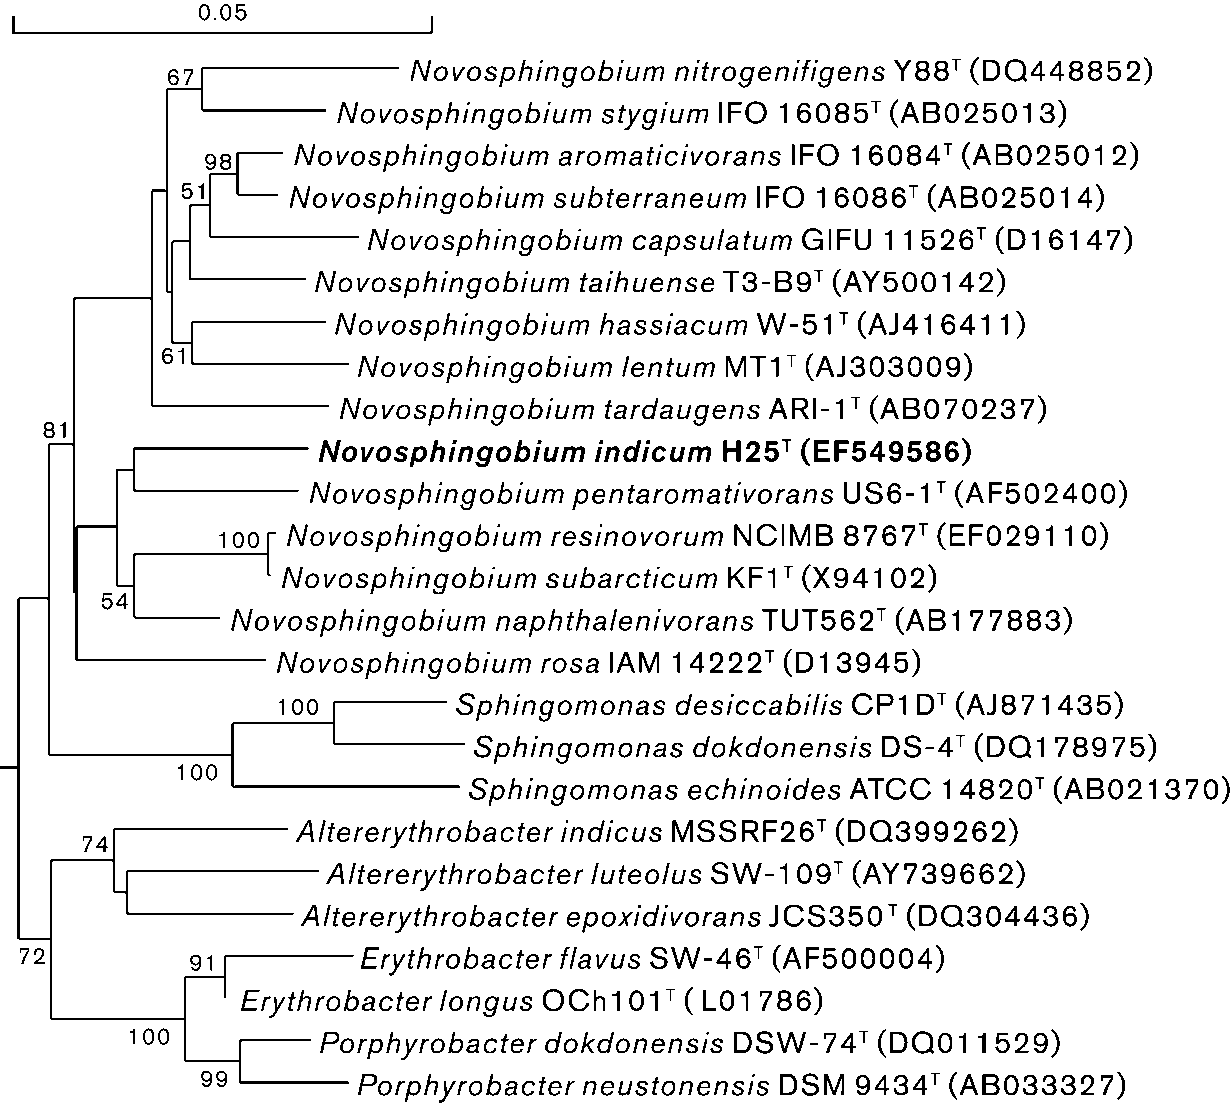 0.05
67
Novosphingobium nitrogenifigens Y88ᵀ (DQ448852)
Novosphingobium stygium IFO 16085ᵀ (AB025013)
98
Novosphingobium aromaticivorans IFO 16084ᵀ (AB025012)
51
Novosphingobium subterraneum IFO 16086ᵀ (AB025014)
Novosphingobium capsulatum GIFU 11526ᵀ (D16147)
Novosphingobium taihuense T3-B9ᵀ (AY500142)
Novosphingobium hassiacum W-51ᵀ (AJ416411)
61
Novosphingobium lentum MT1ᵀ (AJ303009)
Novosphingobium tardaugens ARI-1ᵀ (AB070237)
81
Novosphingobium indicum H25ᵀ (EF549586)
Novosphingobium pentaromativorans US6-1ᵀ (AF502400)
100
Novosphingobium resinovorum NCIMB 8767ᵀ (EF029110)
Novosphingobium subarcticum KF1ᵀ (X94102)
54
Novosphingobium naphthalenivorans TUT562ᵀ (AB177883)
Novosphingobium rosa IAM 14222ᵀ (D13945)
100
Sphingomonas desiccabilis CP1Dᵀ (AJ871435)
Sphingomonas dokdonensis DS-4ᵀ (DQ178975)
100
Sphingomonas echinoides ATCC 14820ᵀ (AB021370)
Altererythrobacter indicus MSSRF26ᵀ (DQ399262)
74
Altererythrobacter luteolus SW-109ᵀ (AY739662)
Altererythrobacter epoxidivorans JCS350ᵀ (DQ304436)
72
91
Erythrobacter flavus SW-46ᵀ (AF500004)
Erythrobacter longus OCh101ᵀ ( L01786)
100
Porphyrobacter dokdonensis DSW-74ᵀ (DQ011529)
99
Porphyrobacter neustonensis DSM 9434ᵀ (AB033327)